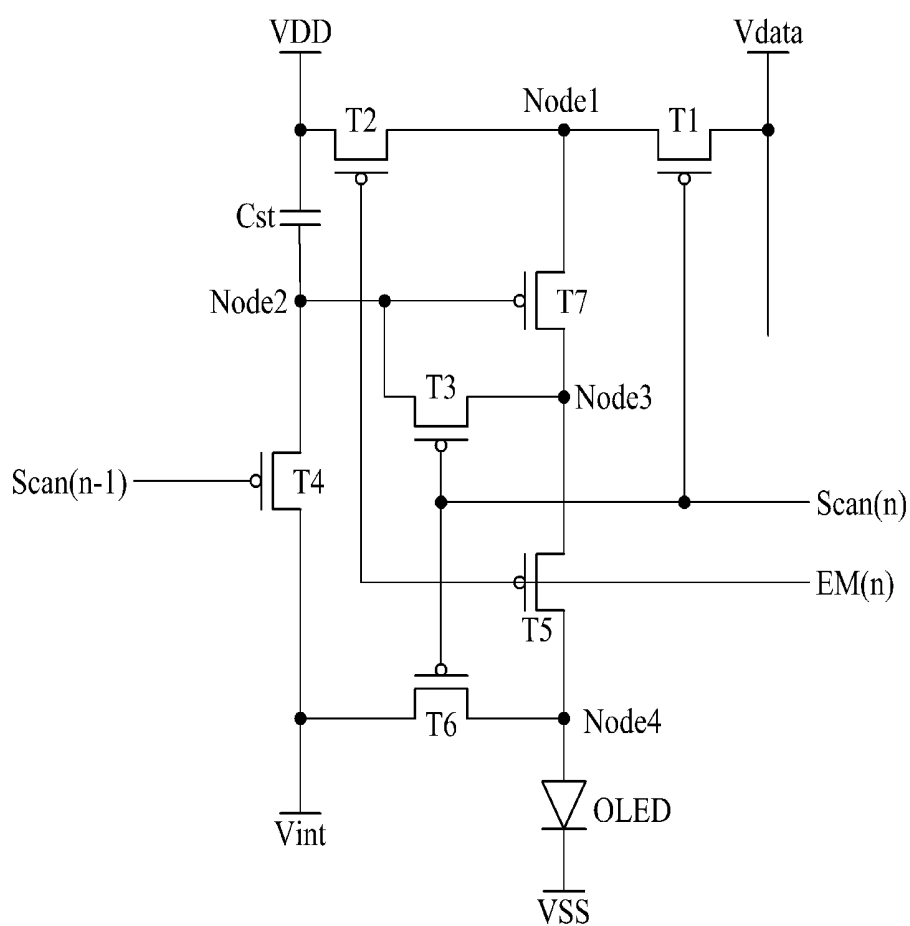 VDD
Vdata
Node1
T2
T1
Cst
Node2
T7
T3
Node3
Scan(n-1)
T4
Scan(n)
EM(n)
T5
T6
Node4
OLED
Vint
VSS